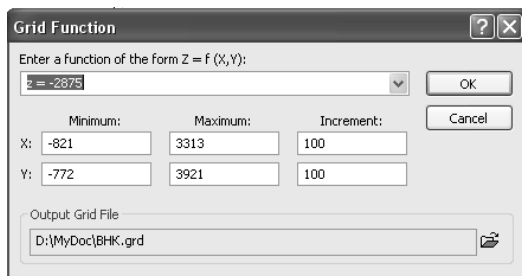 Grid Function
Enter a function of the form Z = f (X,Y):
z = -2875
OK
Minimum: Maximum: Increment:
Cancel
X: -821 3313 100
Y: -772 3921 100
Output Grid File
D:\MyDoc\BHK.grd